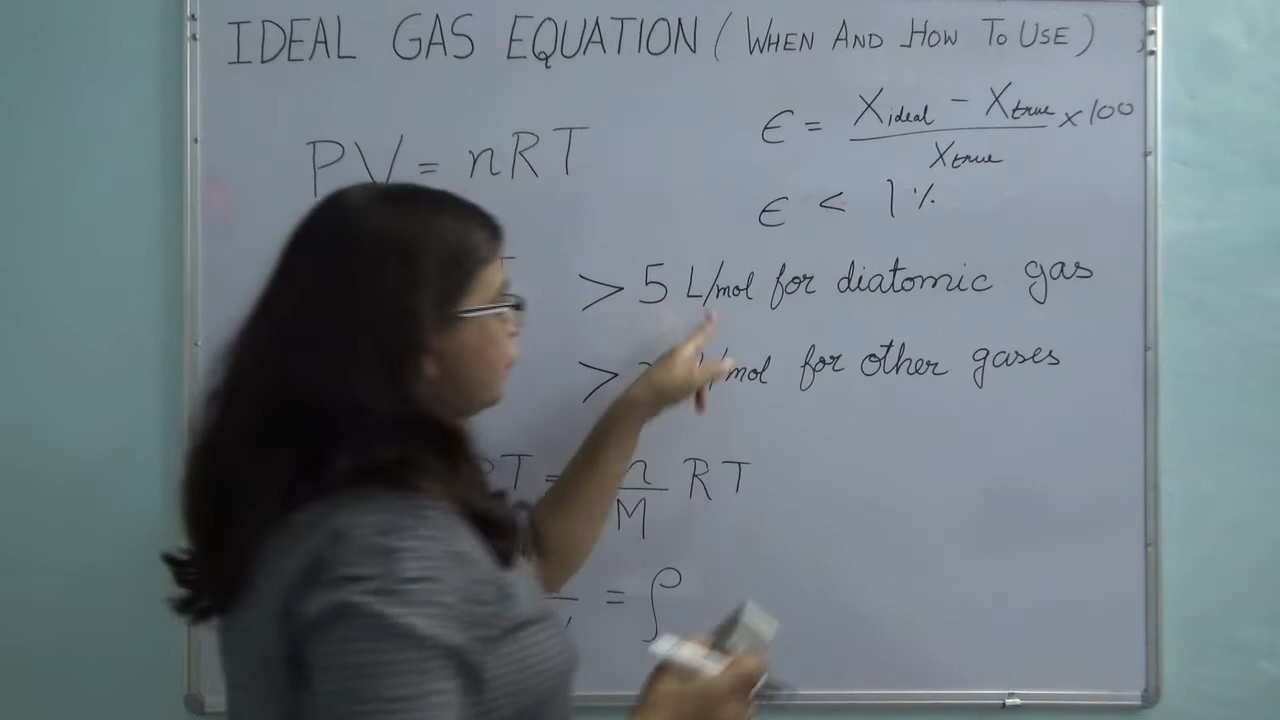 IDEAL GAS EQUATION (WHEN AND HOW TO USE)
PV = nRT
ϵ = (Xideal - Xtrue) / Xtrue × 100
ϵ < 1 %
> 5 L/mol for diatomic gas
> L/mol for other gases
RT = n/M RT
= ρ